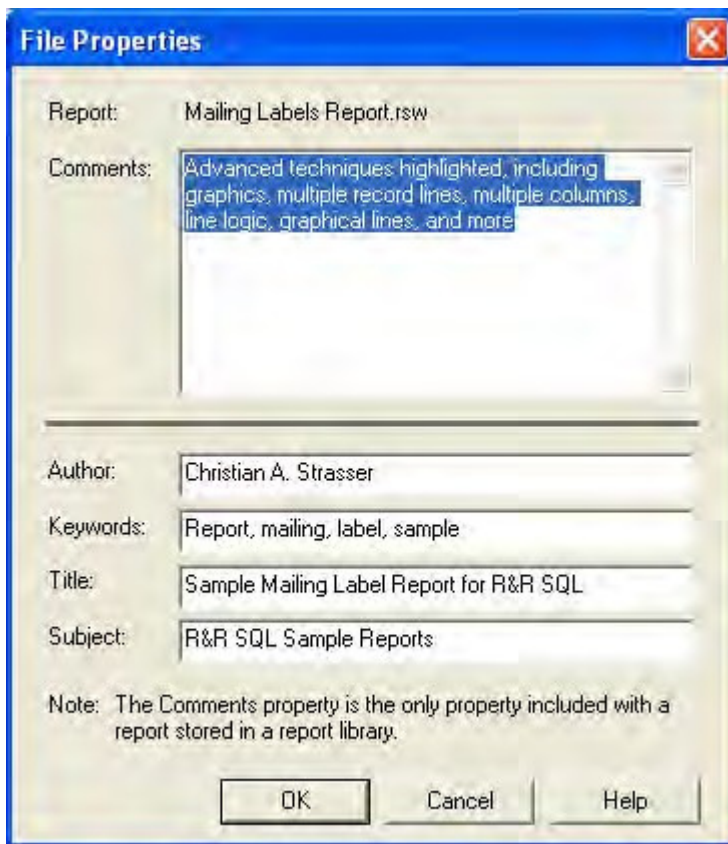 File Properties
Report: Mailing Labels Report.rsw
Comments: Advanced techniques highlighted, including
graphics, multiple record lines, multiple columns,
line logic, graphical lines, and more
Author: Christian A. Strasser
Keywords: Report, mailing, label, sample
Title: Sample Mailing Label Report for R&R SQL
Subject: R&R SQL Sample Reports
Note: The Comments property is the only property included with a
report stored in a report library.
OK Cancel Help